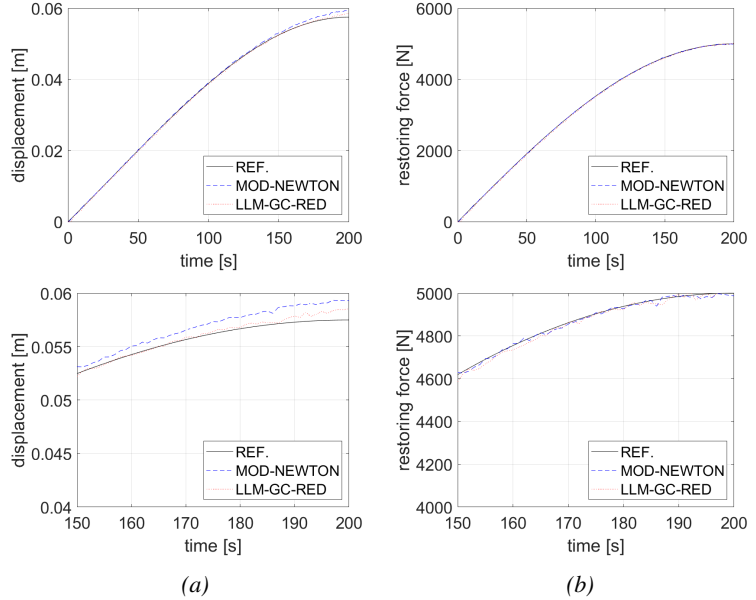 0.06
0.04
0.02
0
displacement [m]
REF.
MOD-NEWTON
LLM-GC-RED
0 50 100 150 200
time [s]
6000
4000
2000
0
restoring force [N]
REF.
MOD-NEWTON
LLM-GC-RED
0 50 100 150 200
time [s]
0.06
0.055
0.05
0.045
0.04
displacement [m]
REF.
MOD-NEWTON
LLM-GC-RED
150 160 170 180 190 200
time [s]
5000
4800
4600
4400
4200
4000
restoring force [N]
REF.
MOD-NEWTON
LLM-GC-RED
150 160 170 180 190 200
time [s]
(a)
(b)